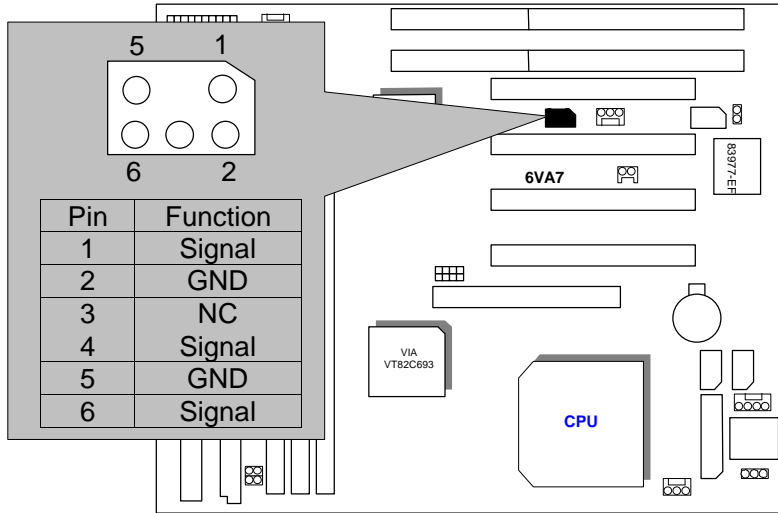 5 1
6 2
Pin Function
1 Signal
2 GND
3 NC
4 Signal
5 GND
6 Signal
6VA7
83977-EF
VIA
VT82C693
CPU